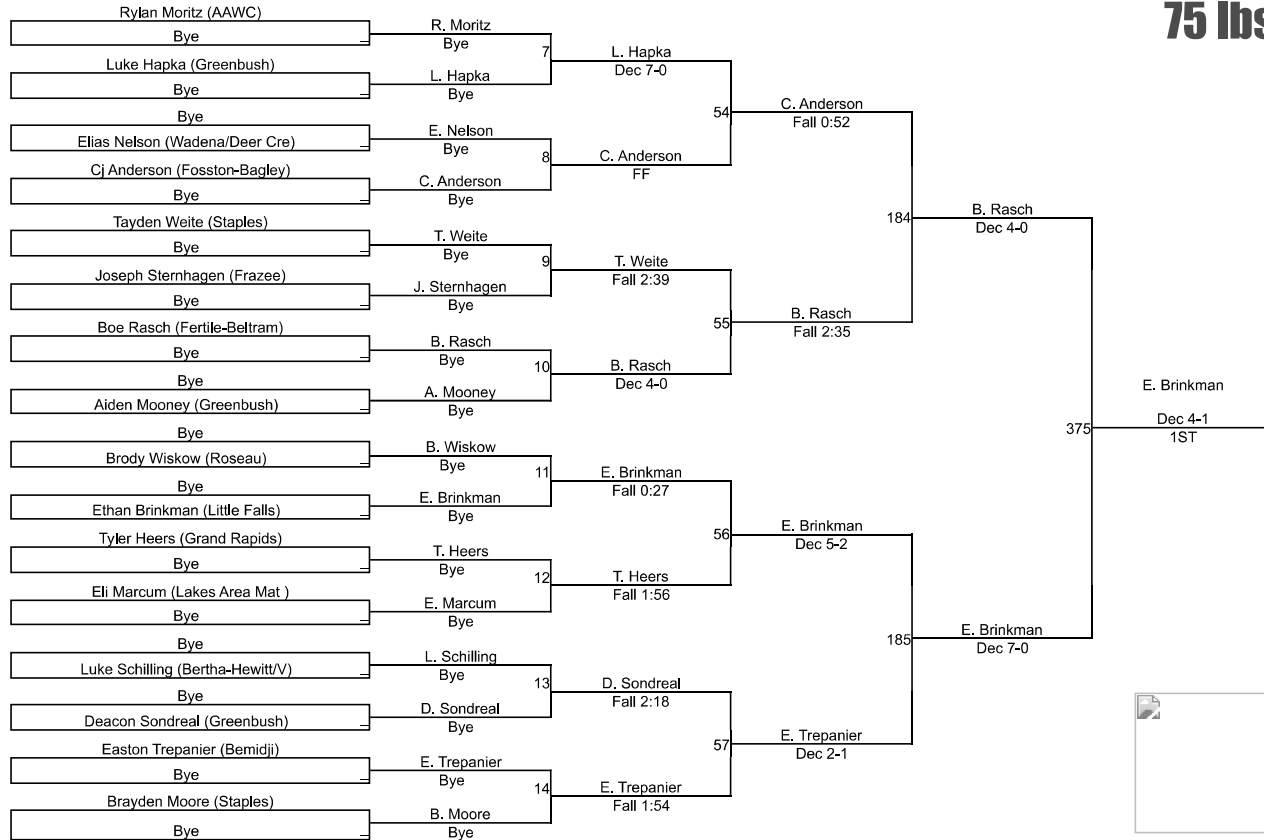 75 lbs
Rylan Moritz (AAWC)
Bye
Luke Hapka (Greenbush)
Bye
Bye
Elias Nelson (Wadena/Deer Cre)
Cj Anderson (Fosston-Bagley)
Bye
Tayden Weite (Staples)
Bye
Joseph Sternhagen (Frazee)
Bye
Boe Rasch (Fertile-Beltram)
Bye
Bye
Aiden Mooney (Greenbush)
Bye
Brody Wiskow (Roseau)
Bye
Ethan Brinkman (Little Falls)
Tyler Heers (Grand Rapids)
Bye
Eli Marcum (Lakes Area Mat )
Bye
Bye
Luke Schilling (Bertha-Hewitt/V)
Bye
Deacon Sondreal (Greenbush)
Easton Trepanier (Bemidji)
Bye
Brayden Moore (Staples)
Bye
R. Moritz
Bye
7
L. Hapka
Bye
E. Nelson
Bye
8
C. Anderson
Bye
T. Weite
Bye
9
J. Sternhagen
Bye
B. Rasch
Bye
10
A. Mooney
Bye
B. Wiskow
Bye
11
E. Brinkman
Bye
T. Heers
Bye
12
E. Marcum
Bye
L. Schilling
Bye
13
D. Sondreal
Bye
E. Trepanier
Bye
14
B. Moore
Bye
L. Hapka
Dec 7-0
54
C. Anderson
FF
T. Weite
Fall 2:39
55
B. Rasch
Dec 4-0
E. Brinkman
Fall 0:27
56
T. Heers
Fall 1:56
D. Sondreal
Fall 2:18
57
E. Trepanier
Fall 1:54
C. Anderson
Fall 0:52
184
B. Rasch
Fall 2:35
E. Brinkman
Dec 5-2
185
E. Trepanier
Dec 2-1
B. Rasch
Dec 4-0
375
E. Brinkman
Dec 7-0
E. Brinkman
Dec 4-1
1ST